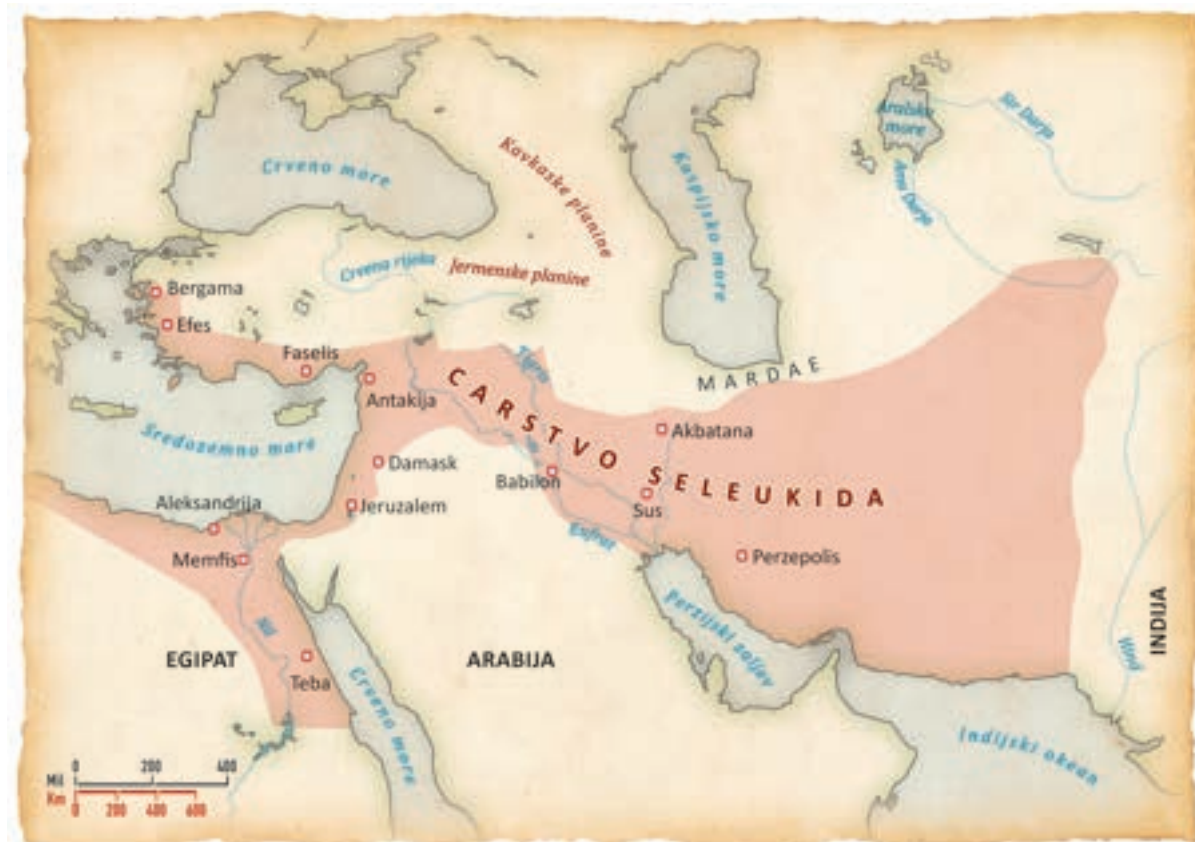 Crveno more
Kavkaske planine
Kaspijsko more
Aralsko more
Sir Darja
Amu Darja
Crvena rijeka
Jermenske planine
Bergama
Efes
Faselis
Antakija
Tigris
MARDAE
CARSTVO SELEUKIDA
Akbatana
Sredozemno more
Damask
Babilon
Sus
Aleksandrija
Jeruzalem
Eufrat
Memfis
Perzepolis
Nil
EGIPAT
ARABIJA
Perzijski zaljev
INDIJA
Teba
Crveno more
Indijski okean
0 200 400
Mil
Km
0 200 400 600